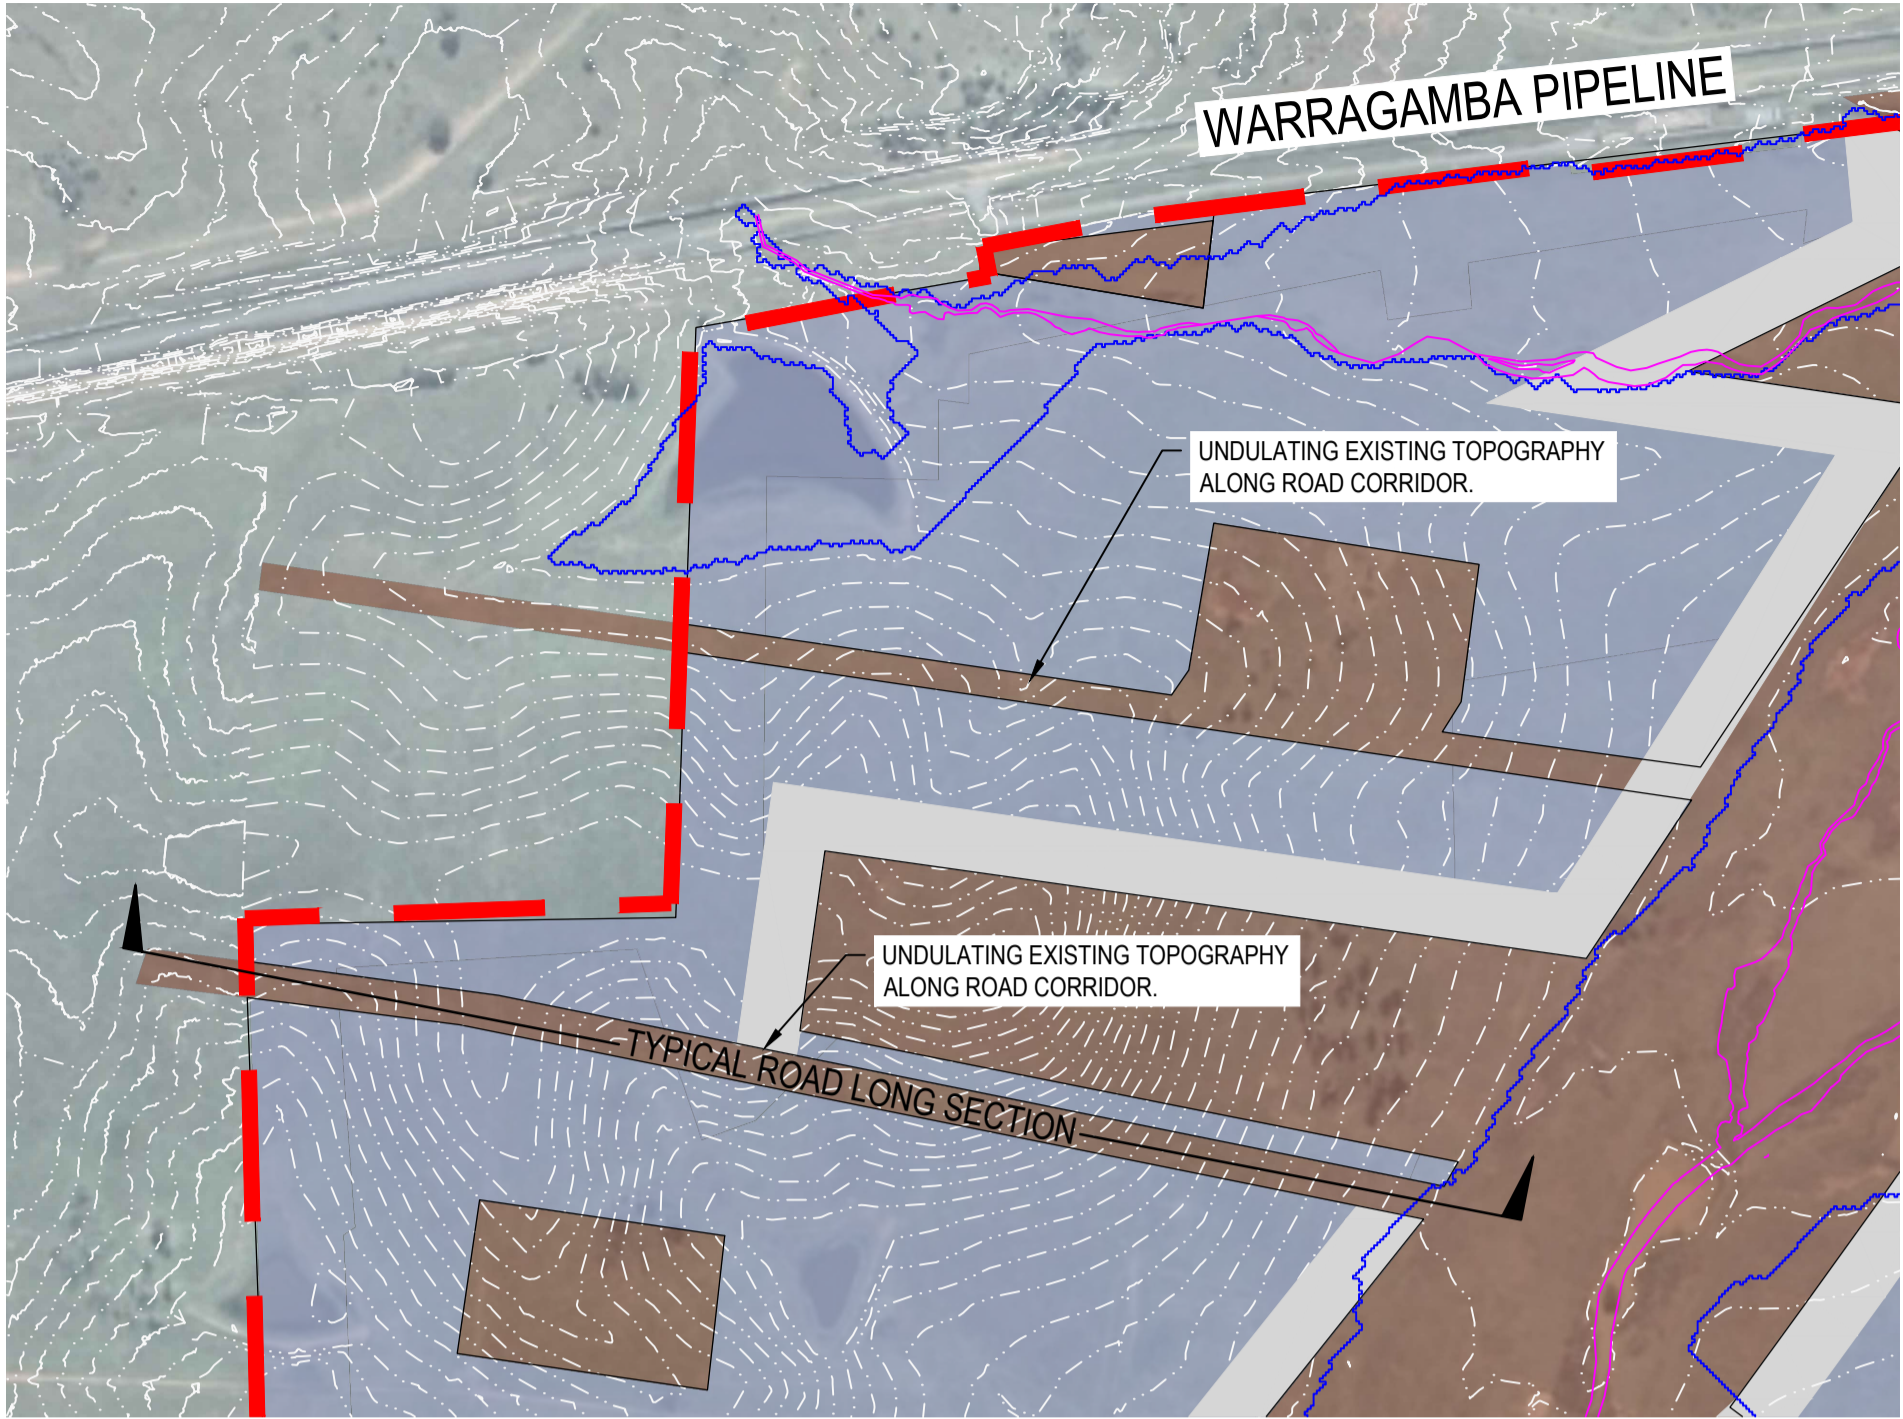 WARRAGAMBA PIPELINE
UNDULATING EXISTING TOPOGRAPHY
ALONG ROAD CORRIDOR.
UNDULATING EXISTING TOPOGRAPHY
ALONG ROAD CORRIDOR.
TYPICAL ROAD LONG SECTION